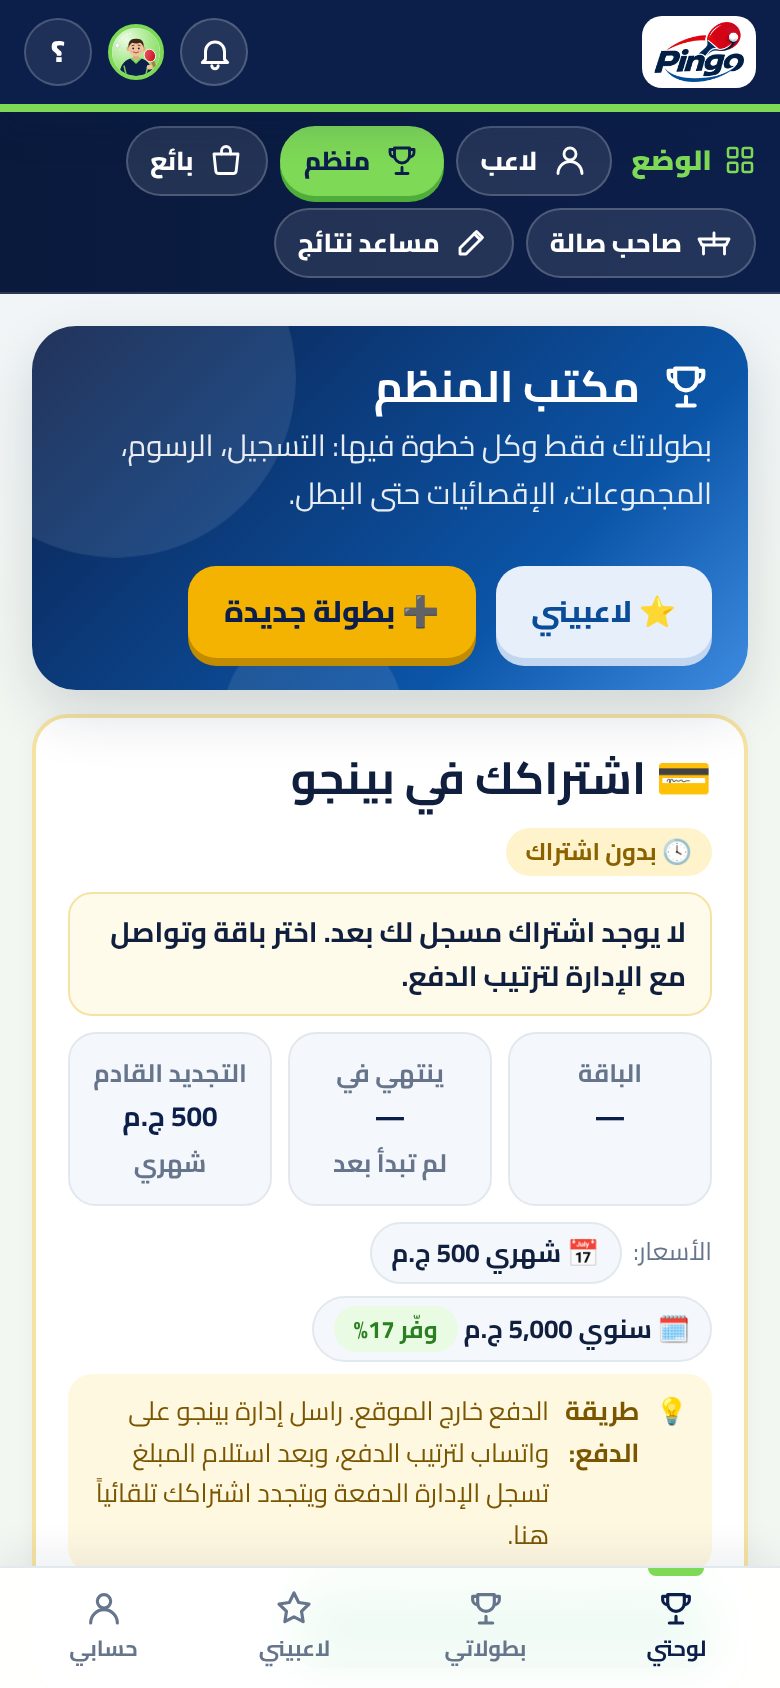 Pingo
؟
الوضع
لاعب
منظم
بائع
صاحب صالة
مساعد نتائج
مكتب المنظم
بطولاتك فقط وكل خطوة فيها: التسجيل، الرسوم،
المجموعات، الإقصائيات حتى البطل.
⭐ لاعبيني
➕ بطولة جديدة
💳 اشتراكك في بينجو
🕓 بدون اشتراك
لا يوجد اشتراك مسجل لك بعد. اختر باقة وتواصل
مع الإدارة لترتيب الدفع.
الباقة
—
ينتهي في
—
لم تبدأ بعد
التجديد القادم
500 ج.م
شهري
الأسعار:
📅 شهري 500 ج.م
🗓️ سنوي 5,000 ج.م وفّر 17%
💡 طريقة الدفع:
الدفع خارج الموقع. راسل إدارة بينجو على
واتساب لترتيب الدفع، وبعد استلام المبلغ
تسجل الإدارة الدفعة ويتجدد اشتراكك تلقائياً
هنا.
لوحتي
بطولاتي
لاعبيني
حسابي